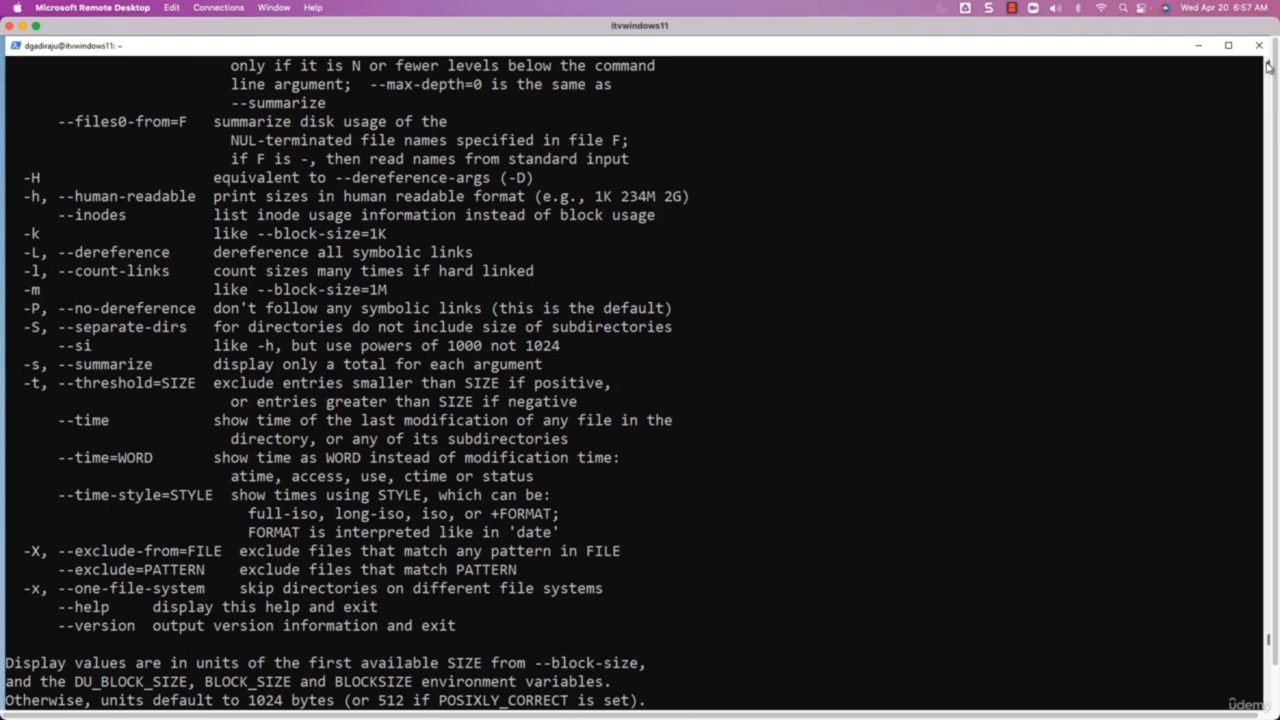 Microsoft Remote Desktop Edit Connections Window Help Wed Apr 20 6:57 AM
itvwindows11
dgadiraju@itvwindows11: ~
only if it is N or fewer levels below the command
line argument;  --max-depth=0 is the same as
--summarize
--files0-from=F   summarize disk usage of the
NUL-terminated file names specified in file F;
if F is -, then read names from standard input
-H                    equivalent to --dereference-args (-D)
-h, --human-readable  print sizes in human readable format (e.g., 1K 234M 2G)
--inodes          list inode usage information instead of block usage
-k                    like --block-size=1K
-L, --dereference     dereference all symbolic links
-l, --count-links     count sizes many times if hard linked
-m                    like --block-size=1M
-P, --no-dereference  don't follow any symbolic links (this is the default)
-S, --separate-dirs   for directories do not include size of subdirectories
--si              like -h, but use powers of 1000 not 1024
-s, --summarize       display only a total for each argument
-t, --threshold=SIZE  exclude entries smaller than SIZE if positive,
or entries greater than SIZE if negative
--time            show time of the last modification of any file in the
directory, or any of its subdirectories
--time=WORD       show time as WORD instead of modification time:
atime, access, use, ctime or status
--time-style=STYLE  show times using STYLE, which can be:
full-iso, long-iso, iso, or +FORMAT;
FORMAT is interpreted like in 'date'
-X, --exclude-from=FILE  exclude files that match any pattern in FILE
--exclude=PATTERN    exclude files that match PATTERN
-x, --one-file-system    skip directories on different file systems
--help     display this help and exit
--version  output version information and exit
Display values are in units of the first available SIZE from --block-size,
and the DU_BLOCK_SIZE, BLOCK_SIZE and BLOCKSIZE environment variables.
Otherwise, units default to 1024 bytes (or 512 if POSIXLY_CORRECT is set).
ûdemy